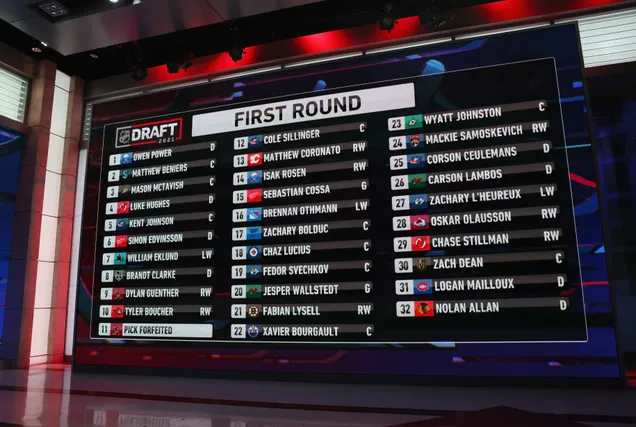 NHL DRAFT
2021
FIRST ROUND
1 OWEN POWER D
2 MATTHEW BENIERS C
3 MASON MCTAVISH C
4 LUKE HUGHES D
5 KENT JOHNSON C
6 SIMON EDVINSSON D
7 WILLIAM EKLUND LW
8 BRANDT CLARKE D
9 DYLAN GUENTHER RW
10 TYLER BOUCHER RW
11 PICK FORFEITED
12 COLE SILLINGER C
13 MATTHEW CORONATO RW
14 ISAK ROSEN RW
15 SEBASTIAN COSSA G
16 BRENNAN OTHMANN LW
17 ZACHARY BOLDUC C
18 CHAZ LUCIUS C
19 FEDOR SVECHKOV C
20 JESPER WALLSTEDT G
21 FABIAN LYSELL RW
22 XAVIER BOURGAULT C
23 WYATT JOHNSTON C
24 MACKIE SAMOSKEVICH RW
25 CORSON CEULEMANS D
26 CARSON LAMBOS D
27 ZACHARY L'HEUREUX LW
28 OSKAR OLAUSSON RW
29 CHASE STILLMAN RW
30 ZACH DEAN C
31 LOGAN MAILLOUX D
32 NOLAN ALLAN D